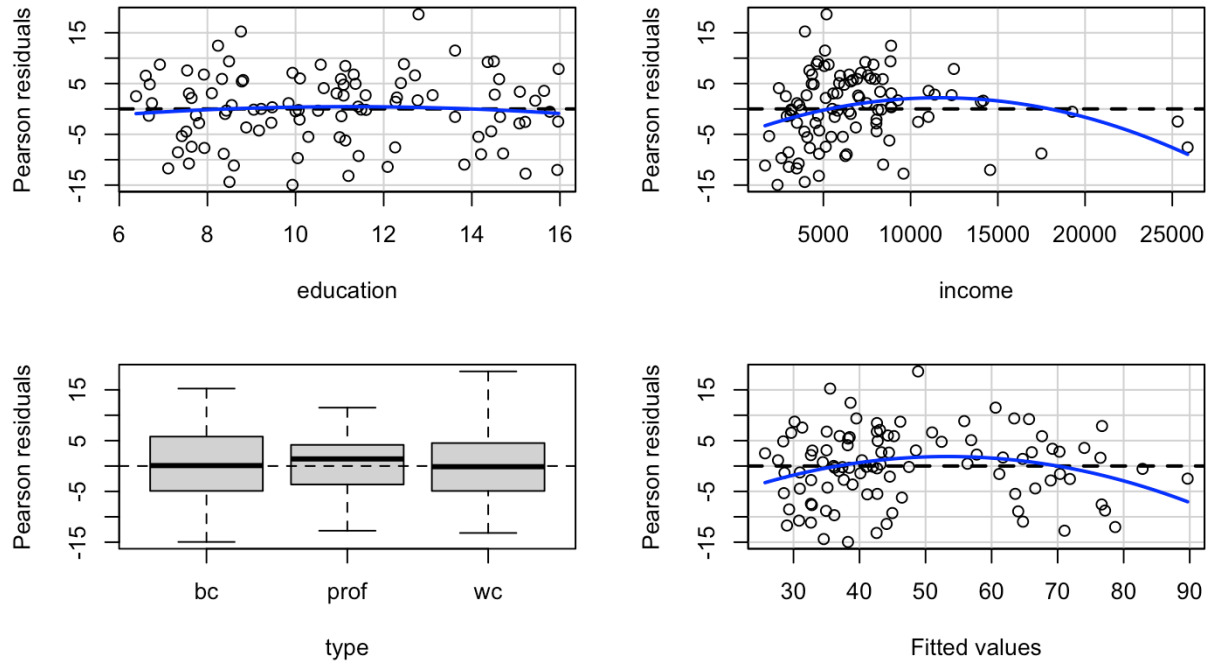 Pearson residuals
15
5
-5
-15
6 8 10 12 14 16
education
Pearson residuals
15
5
-5
-15
5000 10000 15000 20000 25000
income
Pearson residuals
15
5
-5
-15
bc prof wc
type
Pearson residuals
15
5
-5
-15
30 40 50 60 70 80 90
Fitted values